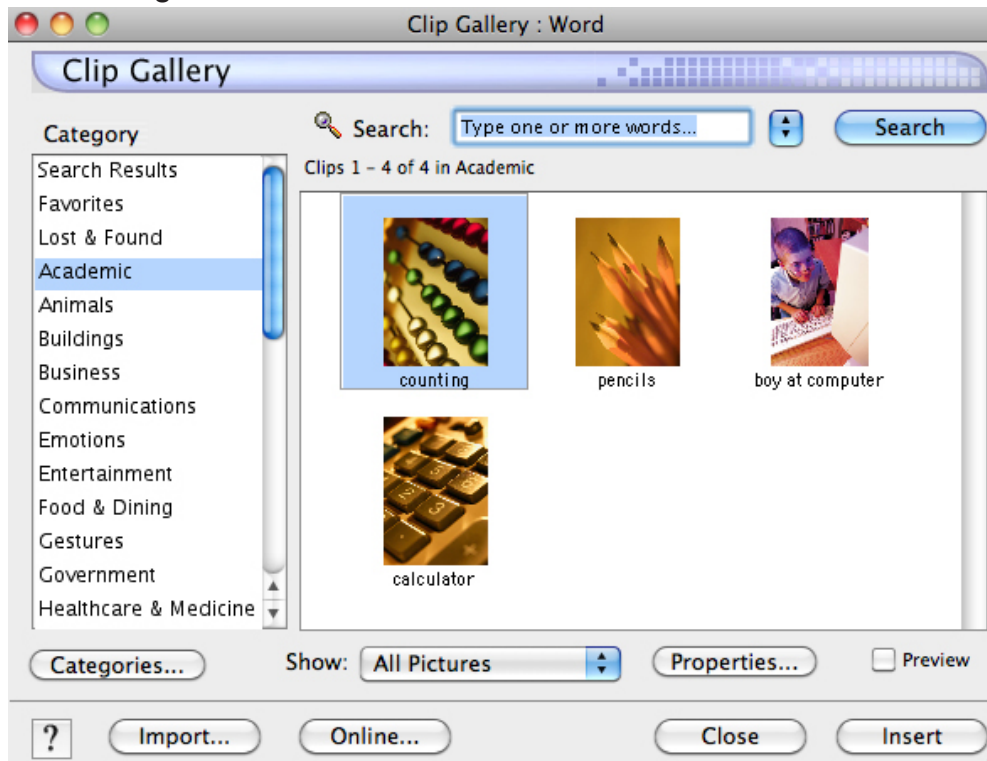 Clip Gallery : Word
Clip Gallery
Category
Search: Type one or more words... Search
Clips 1 – 4 of 4 in Academic
Search Results
Favorites
Lost & Found
Academic
Animals
Buildings
Business
Communications
Emotions
Entertainment
Food & Dining
Gestures
Government
Healthcare & Medicine
counting
pencils
boy at computer
calculator
Categories...
Show: All Pictures
Properties...
Preview
?
Import...
Online...
Close
Insert